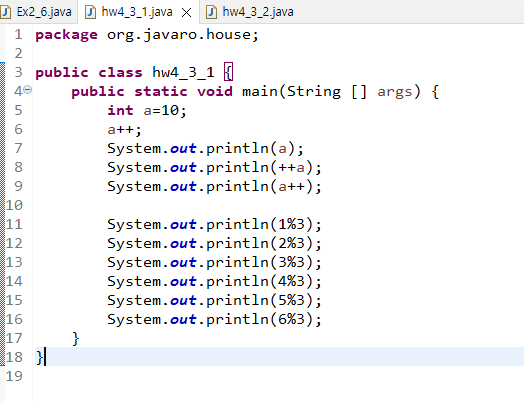 Ex2_6.java hw4_3_1.java hw4_3_2.java
1 package org.javaro.house;
2
3 public class hw4_3_1 {
4 public static void main(String [] args) {
5 int a=10;
6 a++;
7 System.out.println(a);
8 System.out.println(++a);
9 System.out.println(a++);
10
11 System.out.println(1%3);
12 System.out.println(2%3);
13 System.out.println(3%3);
14 System.out.println(4%3);
15 System.out.println(5%3);
16 System.out.println(6%3);
17 }
18 }
19